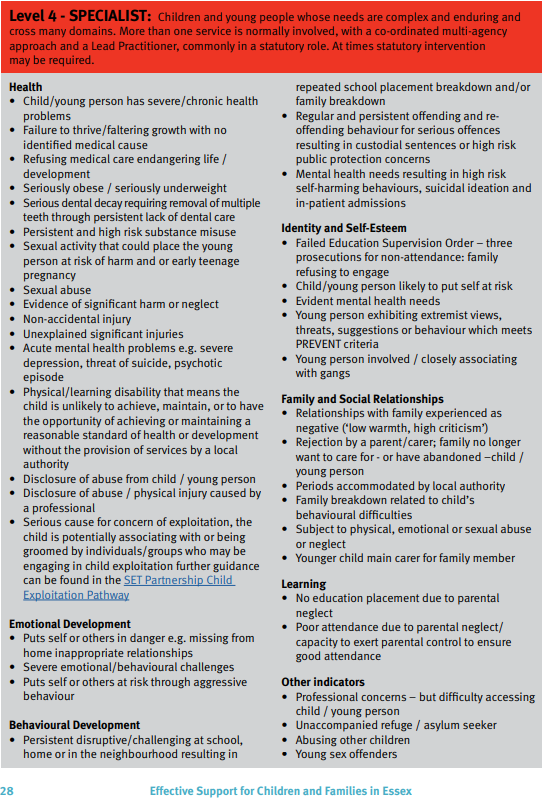 Level 4 - SPECIALIST: Children and young people whose needs are complex and enduring and
cross many domains. More than one service is normally involved, with a co-ordinated multi-agency
approach and a Lead Practitioner, commonly in a statutory role. At times statutory intervention
may be required.
Health
• Child/young person has severe/chronic health
problems
• Failure to thrive/faltering growth with no
identified medical cause
• Refusing medical care endangering life /
development
• Seriously obese / seriously underweight
• Serious dental decay requiring removal of multiple
teeth through persistent lack of dental care
• Persistent and high risk substance misuse
• Sexual activity that could place the young
person at risk of harm and or early teenage
pregnancy
• Sexual abuse
• Evidence of significant harm or neglect
• Non-accidental injury
• Unexplained significant injuries
• Acute mental health problems e.g. severe
depression, threat of suicide, psychotic
episode
• Physical/learning disability that means the
child is unlikely to achieve, maintain, or to have
the opportunity of achieving or maintaining a
reasonable standard of health or development
without the provision of services by a local
authority
• Disclosure of abuse from child / young person
• Disclosure of abuse / physical injury caused by
a professional
• Serious cause for concern of exploitation, the
child is potentially associating with or being
groomed by individuals/groups who may be
engaging in child exploitation further guidance
can be found in the SET Partnership Child
Exploitation Pathway
Emotional Development
• Puts self or others in danger e.g. missing from
home inappropriate relationships
• Severe emotional/behavioural challenges
• Puts self or others at risk through aggressive
behaviour
Behavioural Development
• Persistent disruptive/challenging at school,
home or in the neighbourhood resulting in
repeated school placement breakdown and/or
family breakdown
• Regular and persistent offending and re-
offending behaviour for serious offences
resulting in custodial sentences or high risk
public protection concerns
• Mental health needs resulting in high risk
self-harming behaviours, suicidal ideation and
in-patient admissions
Identity and Self-Esteem
• Failed Education Supervision Order – three
prosecutions for non-attendance: family
refusing to engage
• Child/young person likely to put self at risk
• Evident mental health needs
• Young person exhibiting extremist views,
threats, suggestions or behaviour which meets
PREVENT criteria
• Young person involved / closely associating
with gangs
Family and Social Relationships
• Relationships with family experienced as
negative (‘low warmth, high criticism’)
• Rejection by a parent/carer; family no longer
want to care for - or have abandoned –child /
young person
• Periods accommodated by local authority
• Family breakdown related to child’s
behavioural difficulties
• Subject to physical, emotional or sexual abuse
or neglect
• Younger child main carer for family member
Learning
• No education placement due to parental
neglect
• Poor attendance due to parental neglect/
capacity to exert parental control to ensure
good attendance
Other indicators
• Professional concerns – but difficulty accessing
child / young person
• Unaccompanied refuge / asylum seeker
• Abusing other children
• Young sex offenders
28 Effective Support for Children and Families in Essex